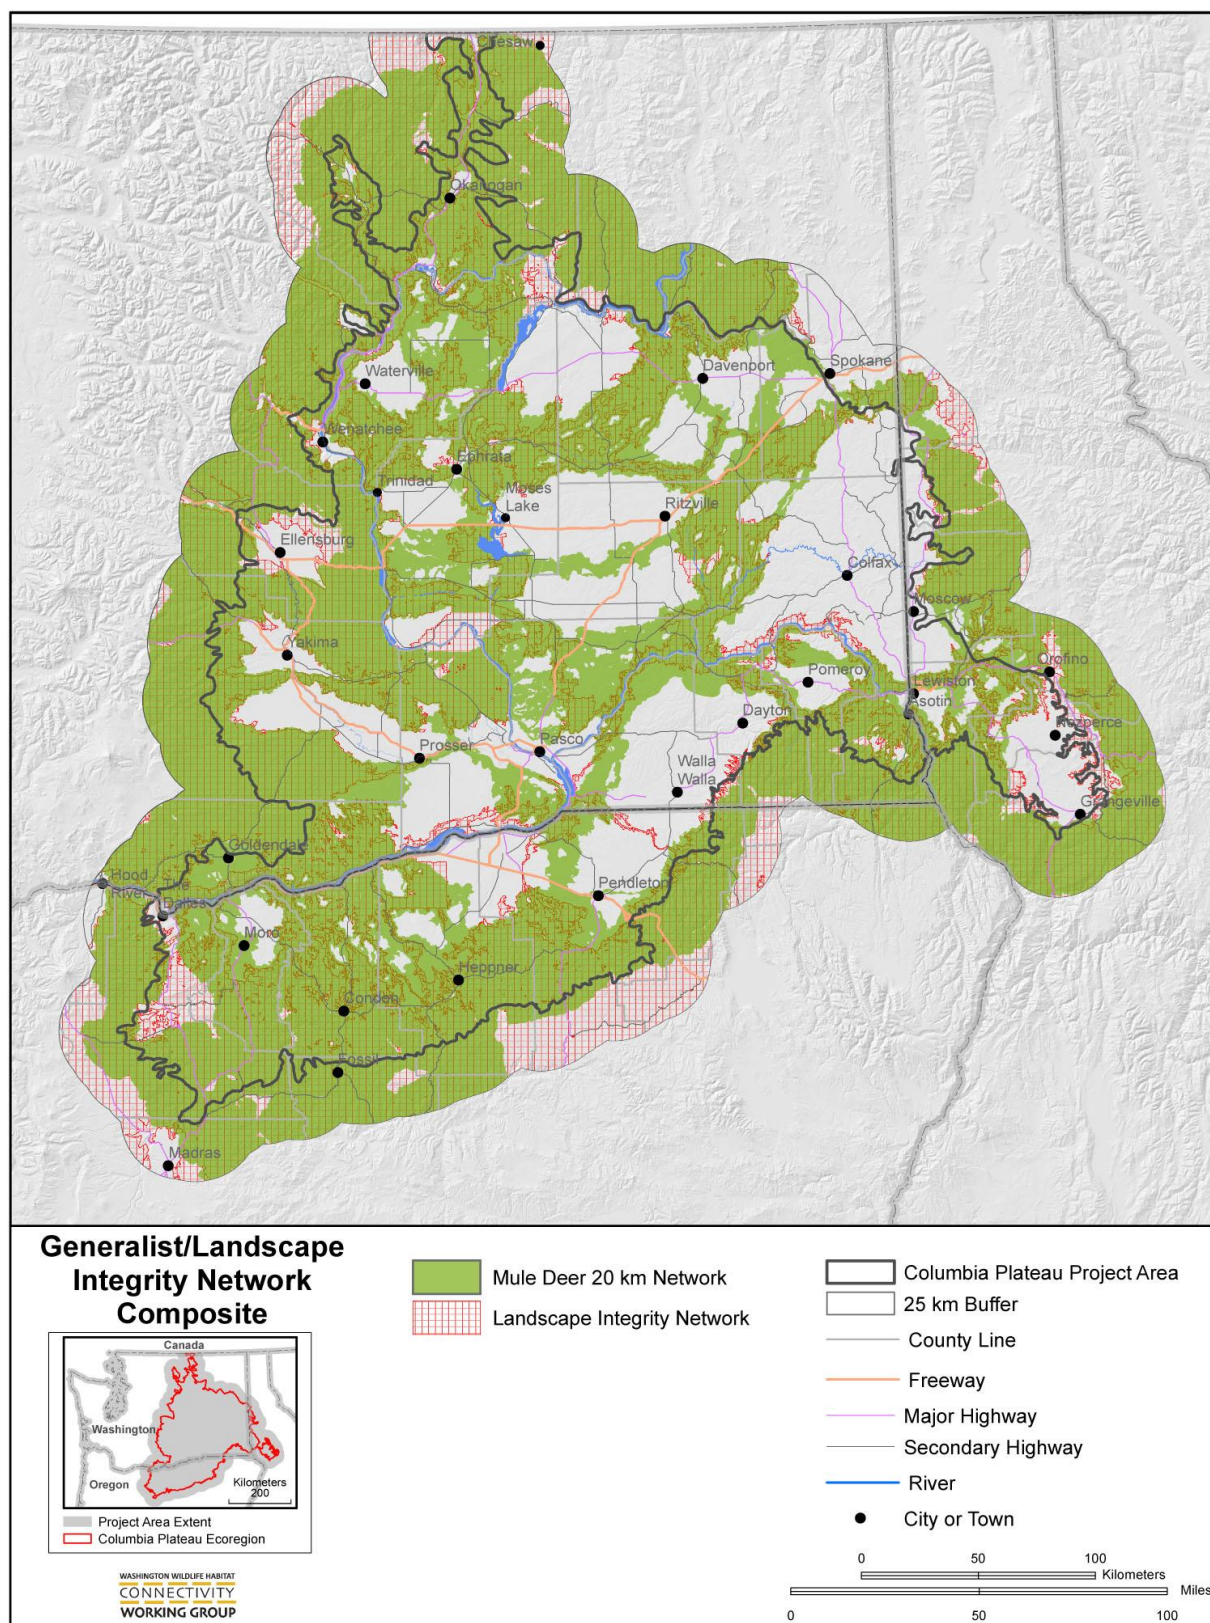 Chesaw
Okanogan
Waterville
Davenport
Spokane
Wenatchee
Ephrata
Trinidad
Moses
Lake
Ritzville
Ellensburg
Colfax
Moscow
Yakima
Orofino
Pomeroy
Lewiston
Asotin
Dayton
Nezperce
Prosser
Pasco
Walla
Walla
Grangeville
Goldendale
Hood
River
The
Dalles
Pendleton
Moro
Heppner
Condon
Fossil
Madras
Generalist/Landscape
Integrity Network
Composite
Canada
Washington
Oregon
Kilometers
200
Project Area Extent
Columbia Plateau Ecoregion
WASHINGTON WILDLIFE HABITAT
CONNECTIVITY
WORKING GROUP
Mule Deer 20 km Network
Landscape Integrity Network
Columbia Plateau Project Area
25 km Buffer
County Line
Freeway
Major Highway
Secondary Highway
River
City or Town
0 50 100
Kilometers
Miles
0 50 100